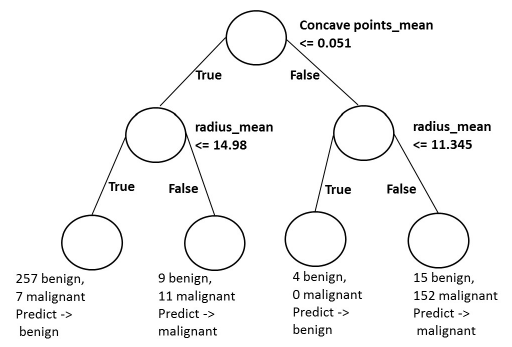 Concave points_mean
<= 0.051
True
False
radius_mean
<= 14.98
radius_mean
<= 11.345
True
False
True
False
257 benign,
7 malignant
Predict ->
benign
9 benign,
11 malignant
Predict ->
malignant
4 benign,
0 malignant
Predict ->
benign
15 benign,
152 malignant
Predict ->
malignant